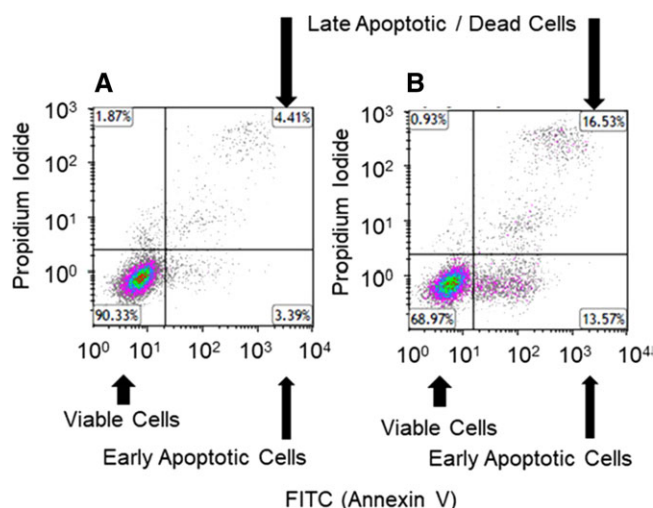 Late Apoptotic / Dead Cells
A
B
Propidium Iodide
10³
10²
10¹
10⁰
1.87%
4.41%
90.33%
3.39%
10⁰ 10¹ 10² 10³ 10⁴
Propidium Iodide
10³
10²
10¹
10⁰
0.93%
16.53%
68.97%
13.57%
10⁰ 10¹ 10² 10³ 10⁴
Viable Cells
Viable Cells
Early Apoptotic Cells
Early Apoptotic Cells
FITC (Annexin V)